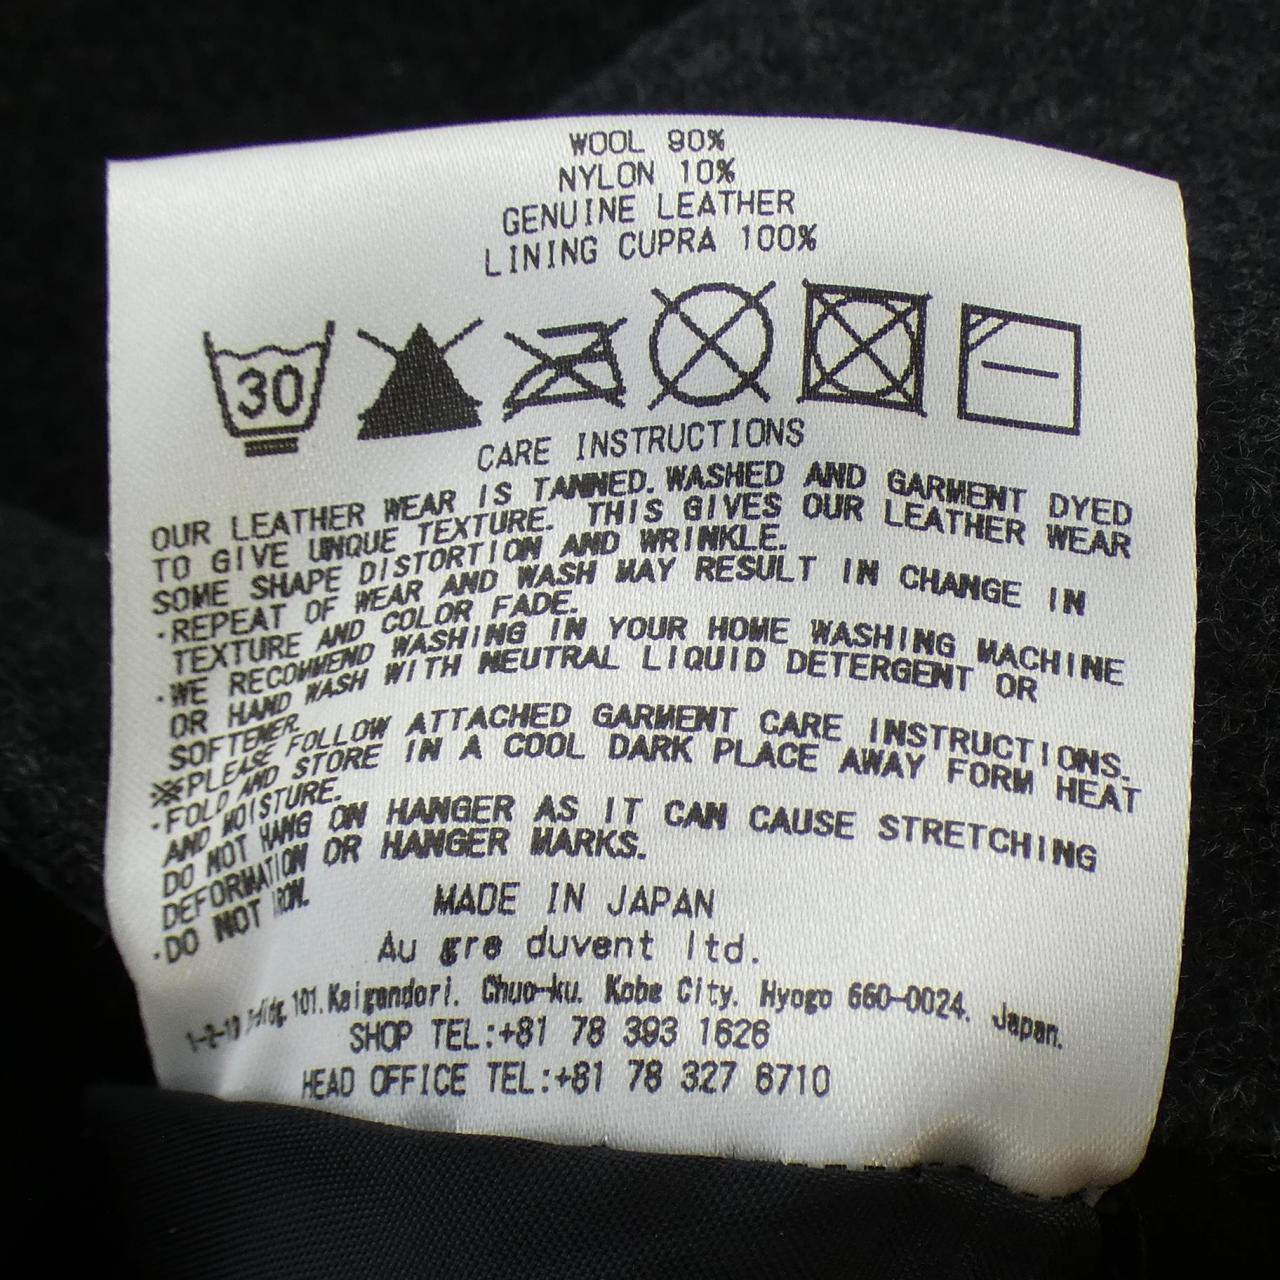 WOOL 90%
NYLON 10%
GENUINE LEATHER
LINING CUPRA 100%
30
CARE INSTRUCTIONS
OUR LEATHER WEAR IS TANNED. WASHED AND GARMENT DYED
TO GIVE UNQUE TEXTURE. THIS GIVES OUR LEATHER WEAR
SOME SHAPE DISTORTION AND WRINKLE.
·REPEAT OF WEAR AND WASH MAY RESULT IN CHANGE IN
TEXTURE AND COLOR FADE.
·WE RECOMMEND WASHING IN YOUR HOME WASHING MACHINE
OR HAND WASH WITH NEUTRAL LIQUID DETERGENT OR
SOFTENER.
※PLEASE FOLLOW ATTACHED GARMENT CARE INSTRUCTIONS.
·FOLD AND STORE IN A COOL DARK PLACE AWAY FORM HEAT
AND MOISTURE.
DO NOT HANG ON HANGER AS IT CAN CAUSE STRETCHING
DEFORMATION OR HANGER MARKS.
·DO NOT IRON.
MADE IN JAPAN
Au gre duvent ltd.
101. Kaigandori. Chuo-ku. Kobe City. Hyogo 660-0024. Japan.
SHOP TEL:+81 78 393 1626
HEAD OFFICE TEL:+81 78 327 6710